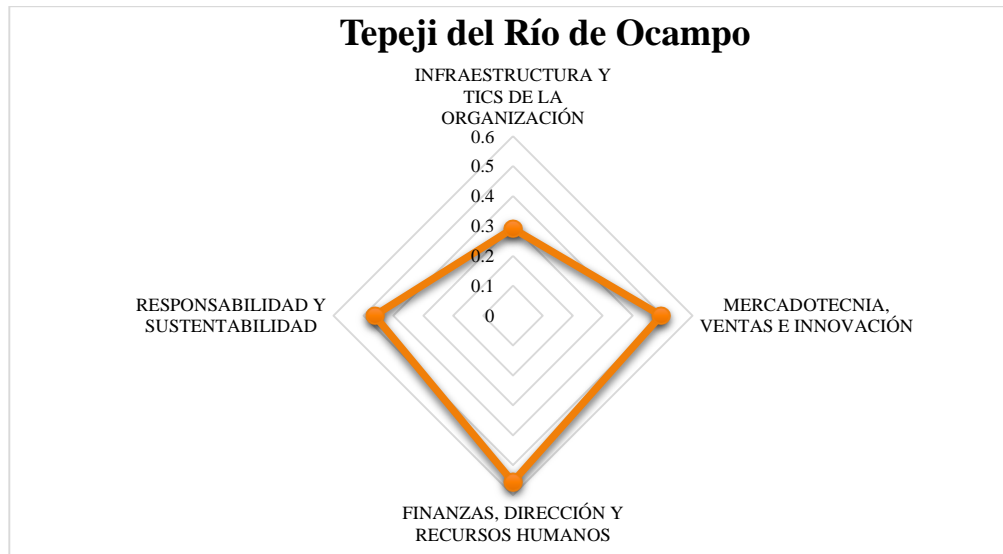 Tepeji del Río de Ocampo
INFRAESTRUCTURA Y
TICS DE LA
ORGANIZACIÓN
0.6
0.5
0.4
0.3
0.2
0.1
0
RESPONSABILIDAD Y
SUSTENTABILIDAD
MERCADOTECNIA,
VENTAS E INNOVACIÓN
FINANZAS, DIRECCIÓN Y
RECURSOS HUMANOS